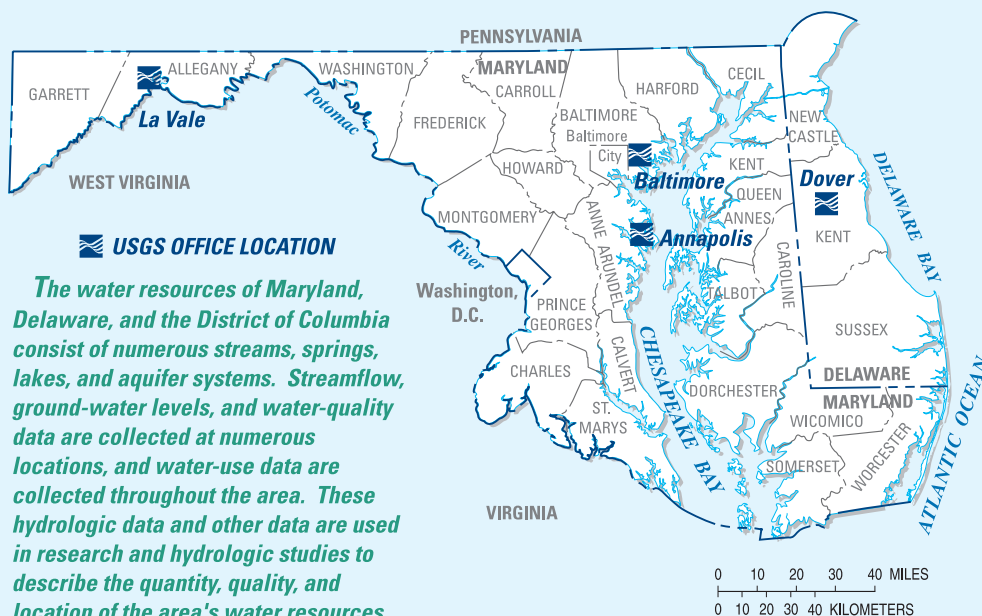 PENNSYLVANIA
MARYLAND
GARRETT
ALLEGANY
WASHINGTON
CARROLL
HARFORD
CECIL
La Vale
Potomac
FREDERICK
BALTIMORE
Baltimore
City
NEW-
CASTLE
HOWARD
KENT
WEST VIRGINIA
Baltimore
Dover
QUEEN
ANNES
DELAWARE BAY
MONTGOMERY
ANNE ARUNDEL
Annapolis
KENT
USGS OFFICE LOCATION
River
CAROLINE
Washington,
D.C.
TALBOT
PRINCE
GEORGES
CALVERT
CHESAPEAKE BAY
SUSSEX
CHARLES
DORCHESTER
DELAWARE
MARYLAND
ST.
MARYS
WICOMICO
WORCESTER
SOMERSET
ATLANTIC OCEAN
VIRGINIA
The water resources of Maryland,
Delaware, and the District of Columbia
consist of numerous streams, springs,
lakes, and aquifer systems. Streamflow,
ground-water levels, and water-quality
data are collected at numerous
locations, and water-use data are
collected throughout the area. These
hydrologic data and other data are used
in research and hydrologic studies to
describe the quantity, quality, and
location of the area's water resources
0 10 20 30 40 MILES
0 10 20 30 40 KILOMETERS